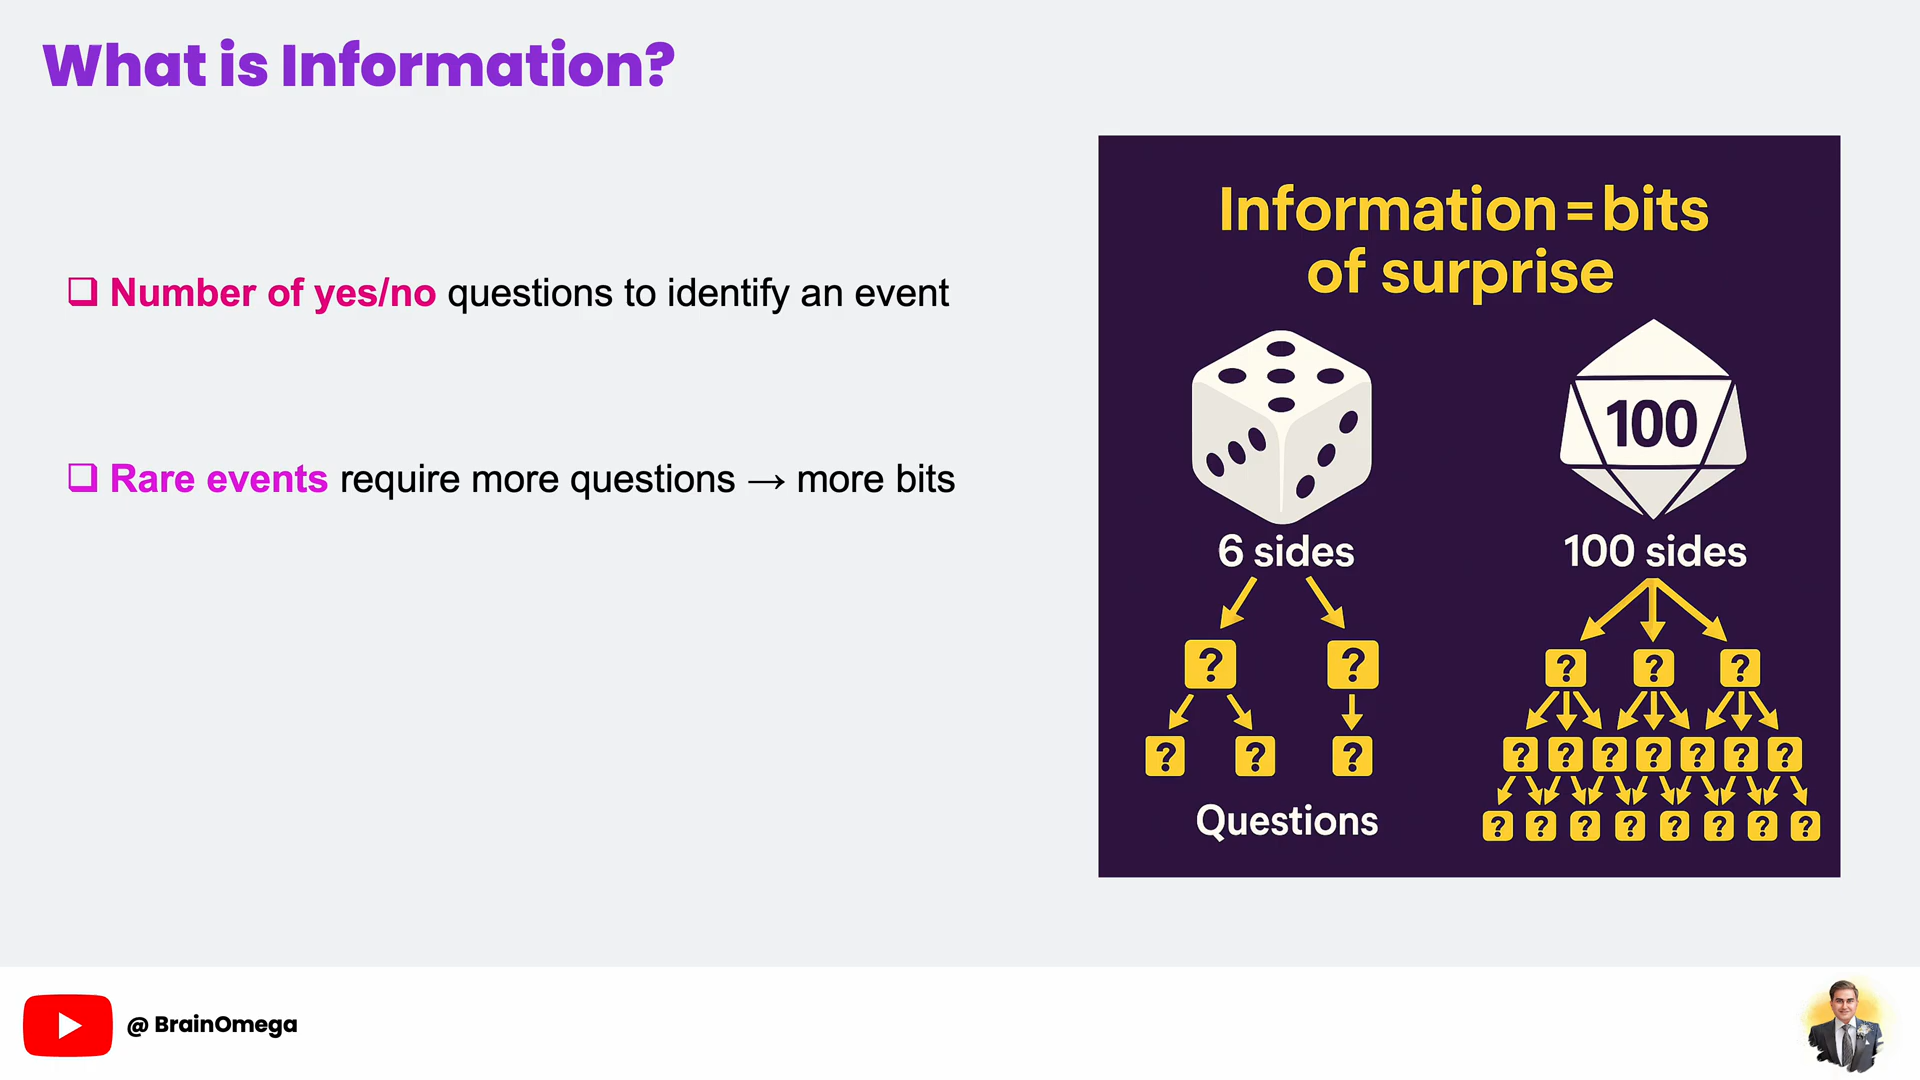 What is Information?
Number of yes/no questions to identify an event
Rare events require more questions → more bits
Information = bits
of surprise
100
6 sides
100 sides
? ?
? ? ?
? ? ?
? ? ? ? ? ? ?
? ? ? ? ? ? ? ?
Questions
@ BrainOmega